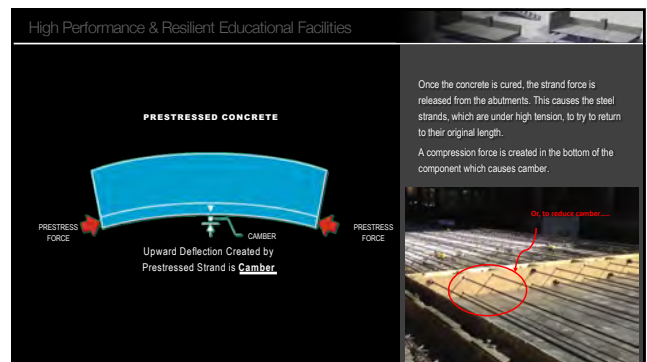 High Performance & Resilient Educational Facilities
PRESTRESSED CONCRETE
PRESTRESS
FORCE
CAMBER
PRESTRESS
FORCE
Upward Deflection Created by
Prestressed Strand is Camber
Once the concrete is cured, the strand force is
released from the abutments. This causes the steel
strands, which are under high tension, to try to return
to their original length.
A compression force is created in the bottom of the
component which causes camber.
Or, to reduce camber.....